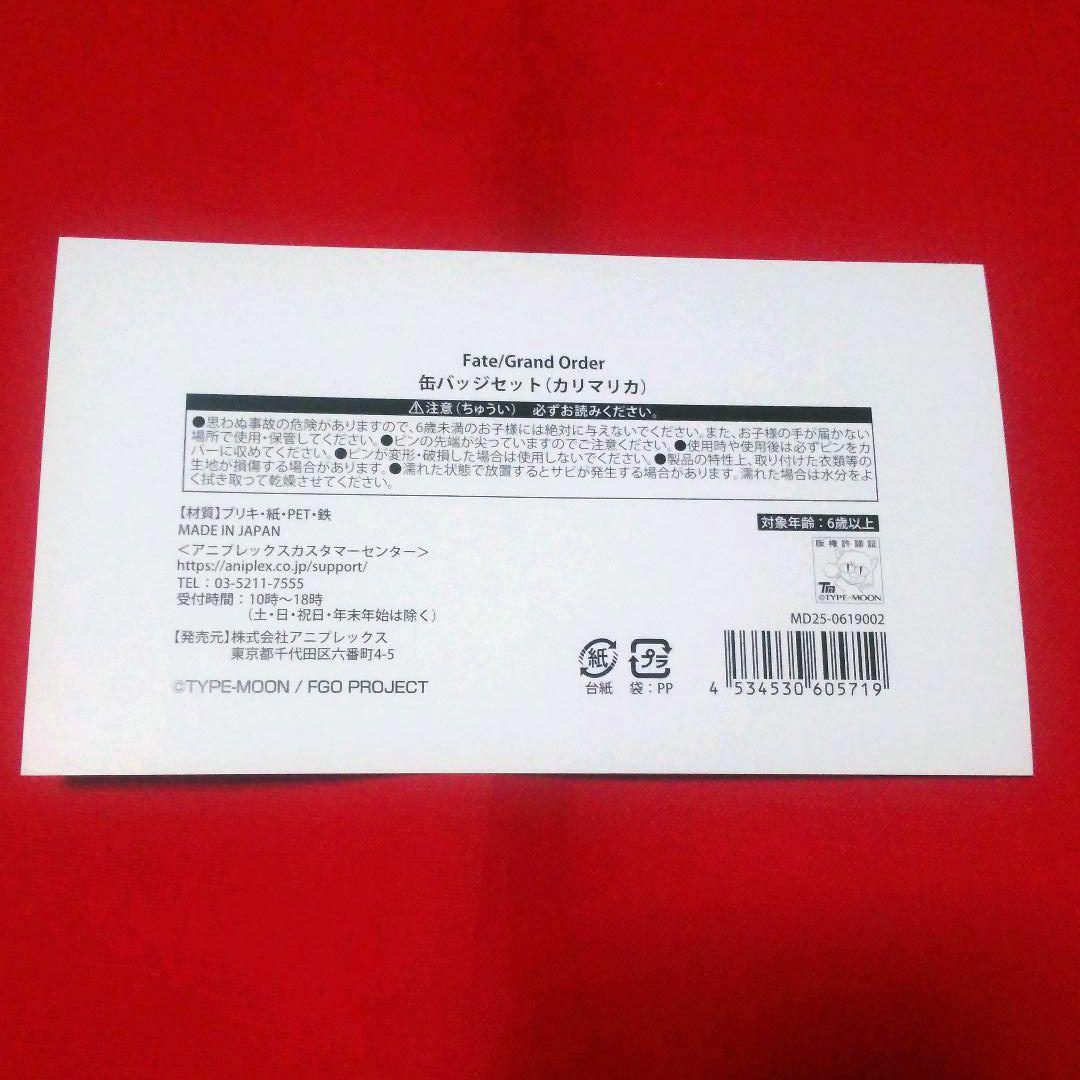 Fate/Grand Order
缶バッジセット(カリマリカ)
⚠注意(ちゅうい) 必ずお読みください。
●思わぬ事故の危険がありますので、6歳未満のお子様には絶対に与えないでください。また、お子様の手が届かない
場所で使用・保管してください。●ピンの先端が尖っていますのでご注意ください。●使用時や使用後は必ずピンをカ
バーに収めてください。●ピンが変形・破損した場合は使用しないでください。●製品の特性上、取り付けた衣類等の
生地が損傷する場合があります。●濡れた状態で放置するとサビが発生する場合があります。濡れた場合は水分をよ
く拭き取って乾燥させてください。
【材質】ブリキ・紙・PET・鉄
MADE IN JAPAN
<アニプレックスカスタマーセンター>
https://aniplex.co.jp/support/
TEL:03-5211-7555
受付時間:10時〜18時
(土・日・祝日・年末年始は除く)
【発売元】株式会社アニプレックス
東京都千代田区六番町4-5
©TYPE-MOON / FGO PROJECT
対象年齢:6歳以上
版権許諾証
TM
©TYPE-MOON
MD25-0619002
紙
台紙
プラ
袋:PP
4 534530 605719